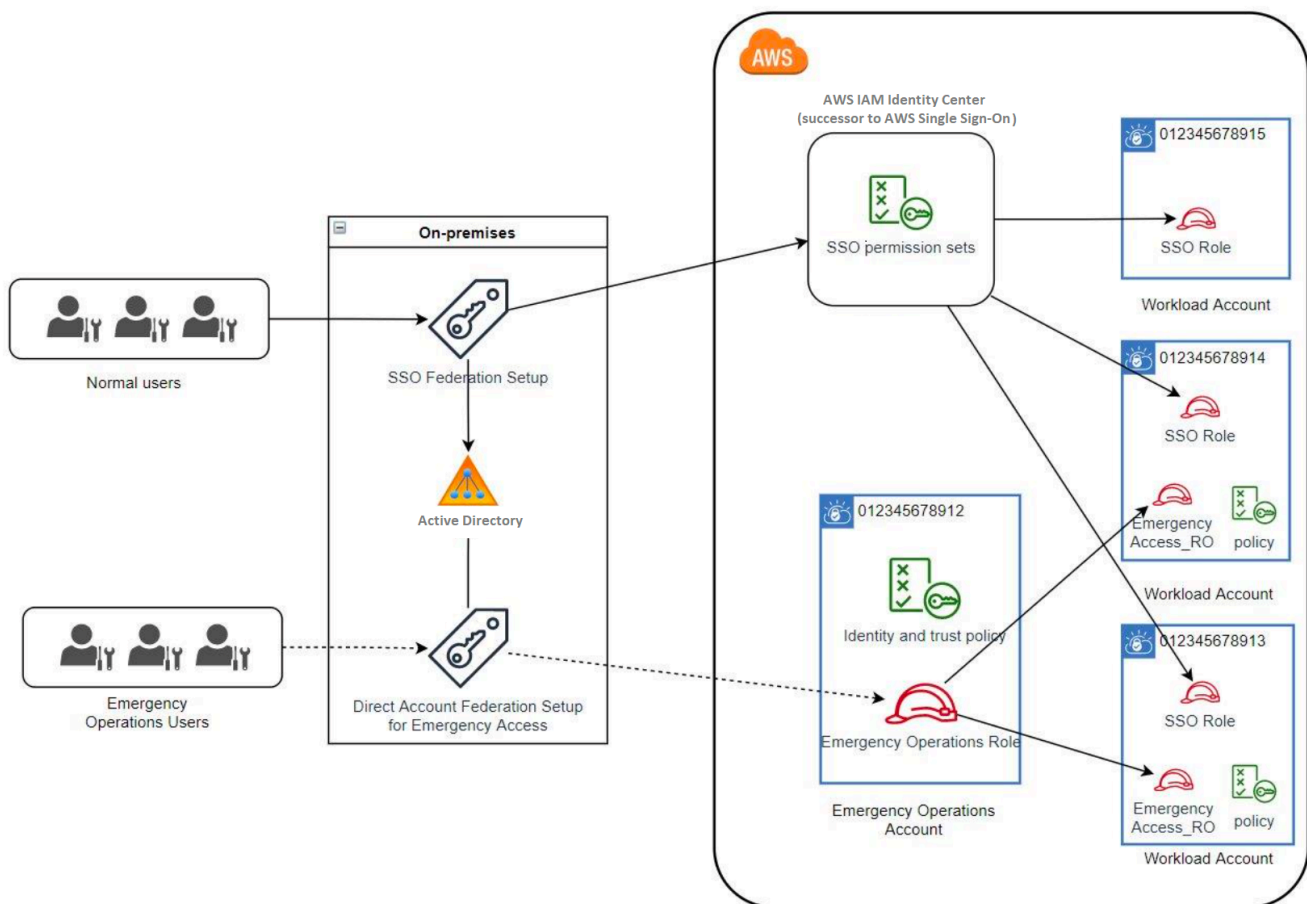 AWS
AWS IAM Identity Center
(successor to AWS Single Sign-On)
SSO permission sets
012345678915
SSO Role
Workload Account
On-premises
SSO Federation Setup
Normal users
Active Directory
012345678914
SSO Role
Emergency
Access_RO
policy
Workload Account
012345678912
Identity and trust policy
Emergency Operations Role
Emergency Operations
Account
Emergency
Operations Users
Direct Account Federation Setup
for Emergency Access
012345678913
SSO Role
Emergency
Access_RO
policy
Workload Account